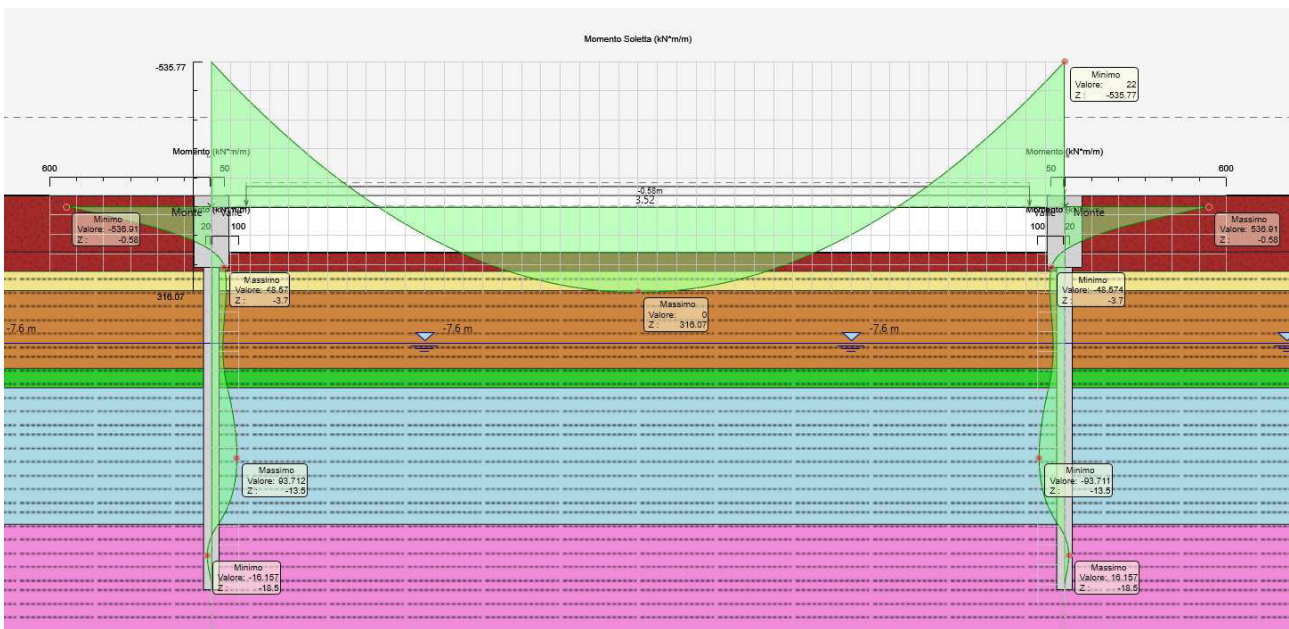 Momento Soletta (kN*m/m)
-535.77
Minimo
Valore: 22
Z : -535.77
Momento (kN*m/m)
Momento (kN*m/m)
600
50
50
600
-0.58m
3.52
Monte
Valle
Valle
Monte
Minimo
Valore: -536.91
Z : -0.58
Massimo
Valore: 536.91
Z : -0.58
20
100
100
20
Massimo
Valore: 48.57
Z : -3.7
Minimo
Valore: -48.574
Z : -3.7
316.07
Massimo
Valore: 0
Z : 316.07
-7.6 m
-7.6 m
-7.6 m
Massimo
Valore: 93.712
Z : -13.5
Minimo
Valore: -93.711
Z : -13.5
Minimo
Valore: -16.157
Z : -18.5
Massimo
Valore: 16.157
Z : -18.5